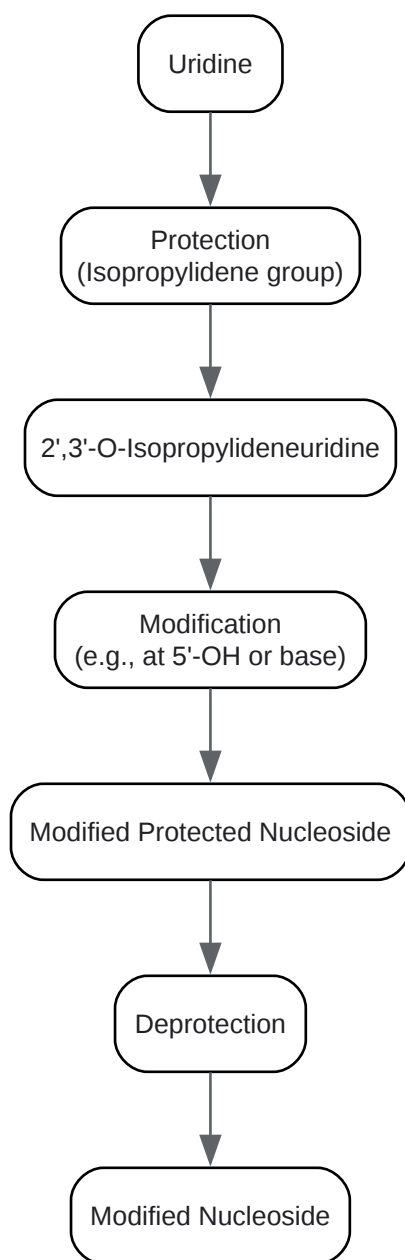 Uridine
Protection
(Isopropylidene group)
2',3'-O-Isopropylideneuridine
Modification
(e.g., at 5'-OH or base)
Modified Protected Nucleoside
Deprotection
Modified Nucleoside